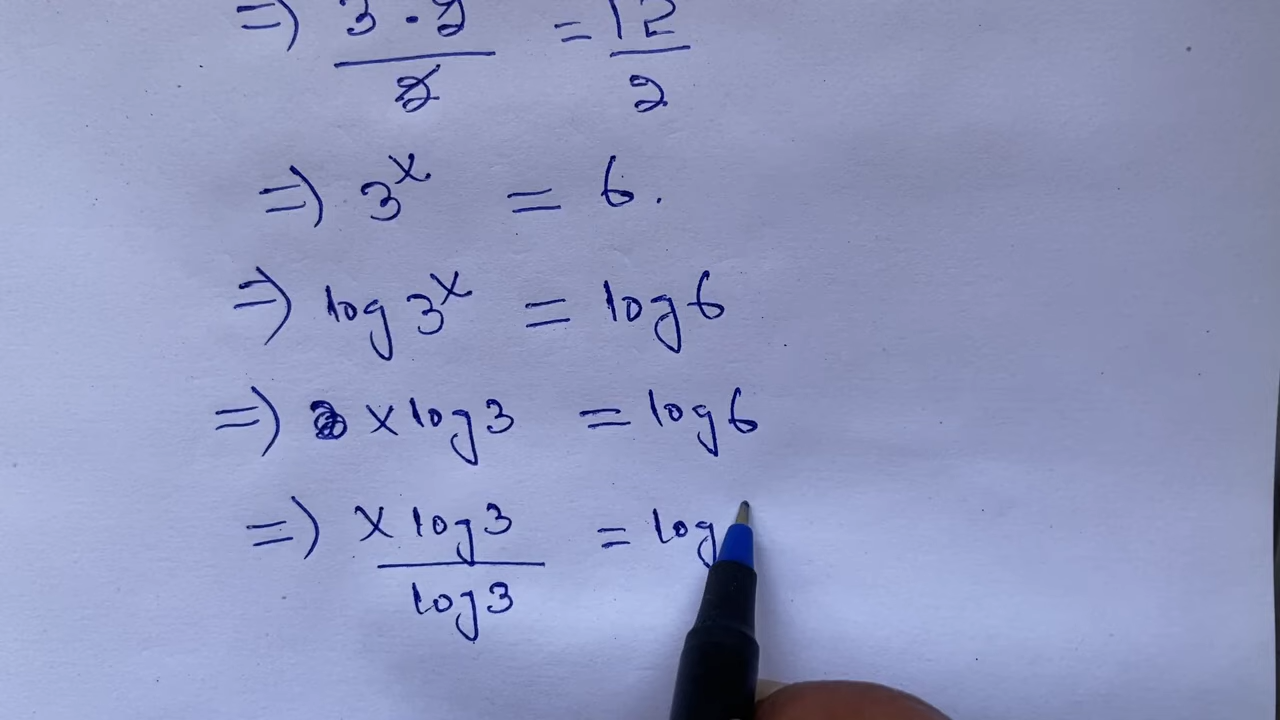 => 3 · 2 / 2 = 12 / 2
=> 3^x = 6.
=> log 3^x = log 6
=> x log 3 = log 6
=> x log 3 / log 3 = log